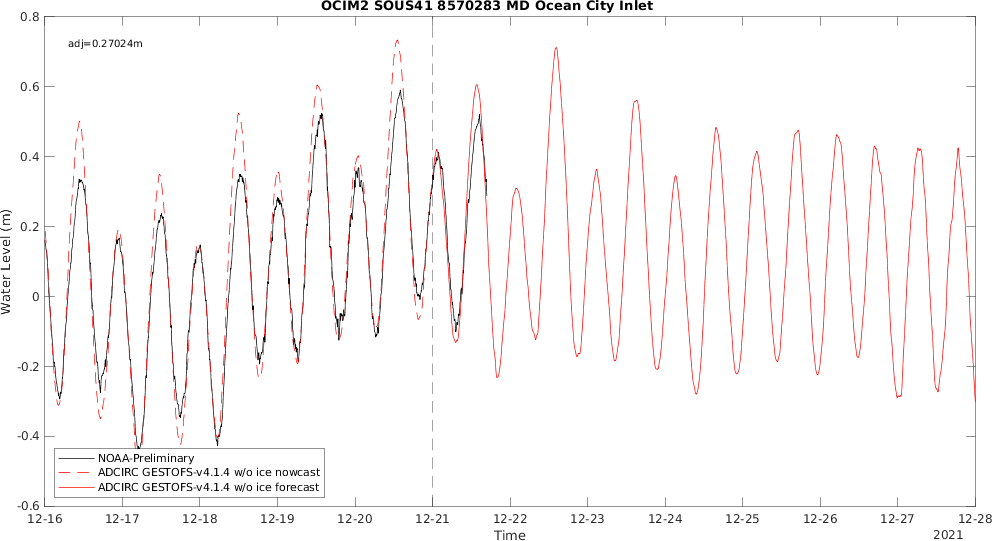 OCIM2 SOUS41 8570283 MD Ocean City Inlet
adj=0.27024m
0.8
0.6
0.4
0.2
0
-0.2
-0.4
-0.6
Water Level (m)
NOAA-Preliminary
ADCIRC GESTOFS-v4.1.4 w/o ice nowcast
ADCIRC GESTOFS-v4.1.4 w/o ice forecast
12-16 12-17 12-18 12-19 12-20 12-21 12-22 12-23 12-24 12-25 12-26 12-27 12-28
Time
2021